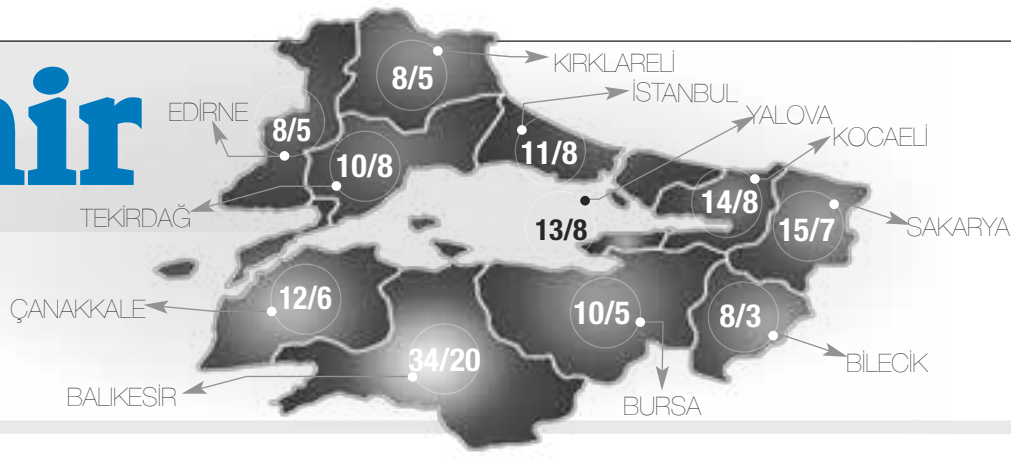 nir
KIRKLARELİ
8/5
İSTANBUL
EDİRNE
YALOVA
8/5
KOCAELİ
11/8
10/8
14/8
TEKİRDAĞ
13/8
15/7
SAKARYA
ÇANAKKALE
12/6
10/5
8/3
34/20
BİLECİK
BALIKESİR
BURSA